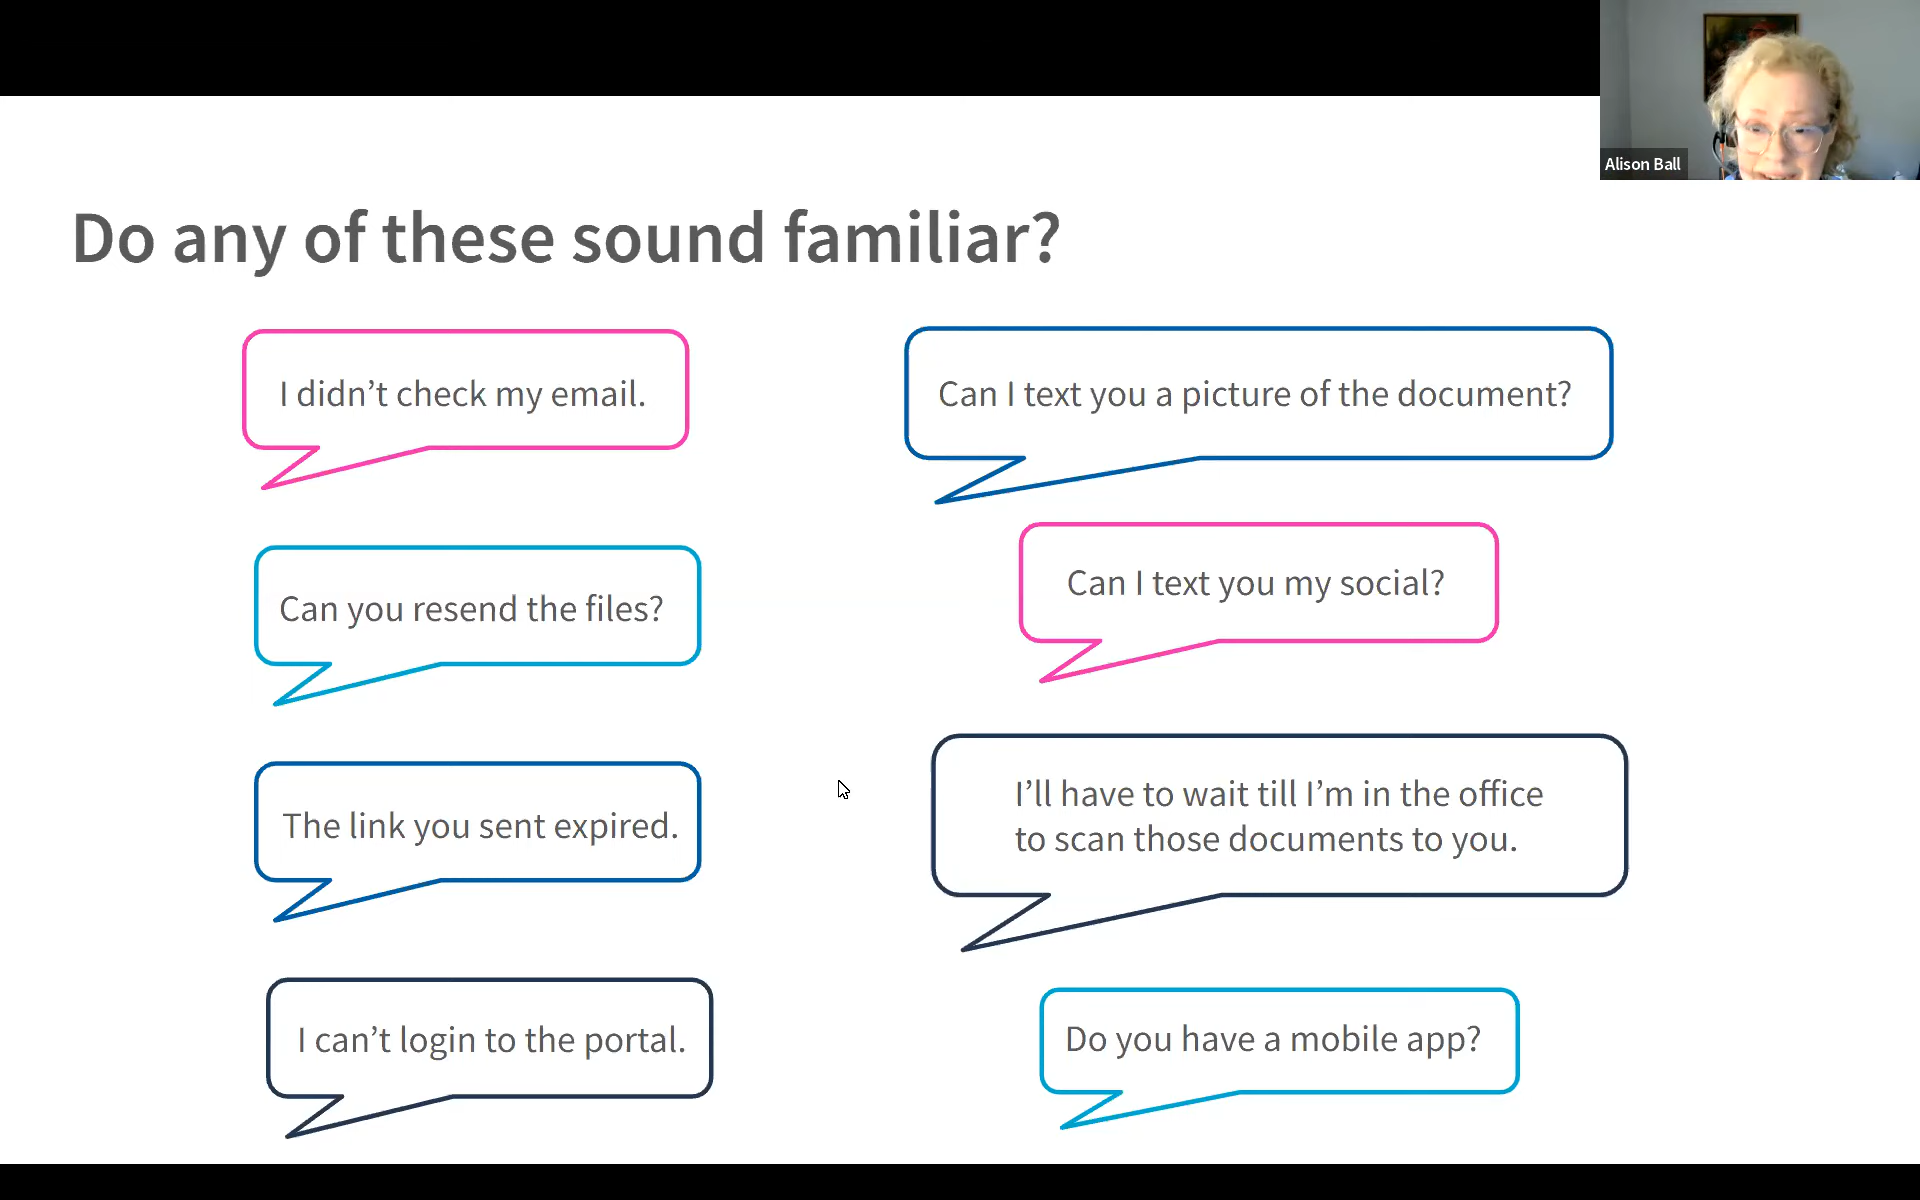 Alison Ball
Do any of these sound familiar?
I didn’t check my email.
Can you resend the files?
The link you sent expired.
I can’t login to the portal.
Can I text you a picture of the document?
Can I text you my social?
I’ll have to wait till I’m in the office
to scan those documents to you.
Do you have a mobile app?